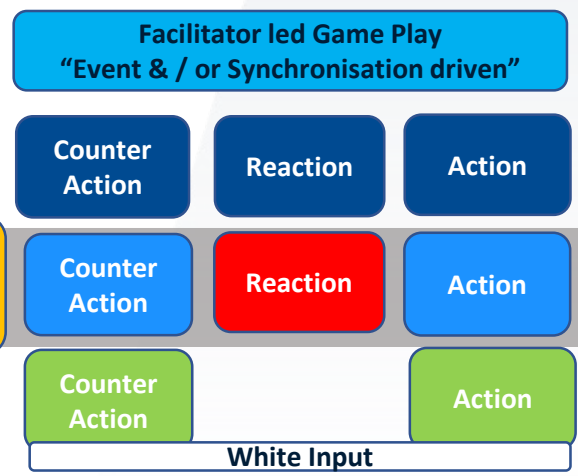 Facilitator led Game Play
“Event & / or Synchronisation driven”
Counter
Action
Reaction
Action
Counter
Action
Reaction
Action
Counter
Action
Action
White Input